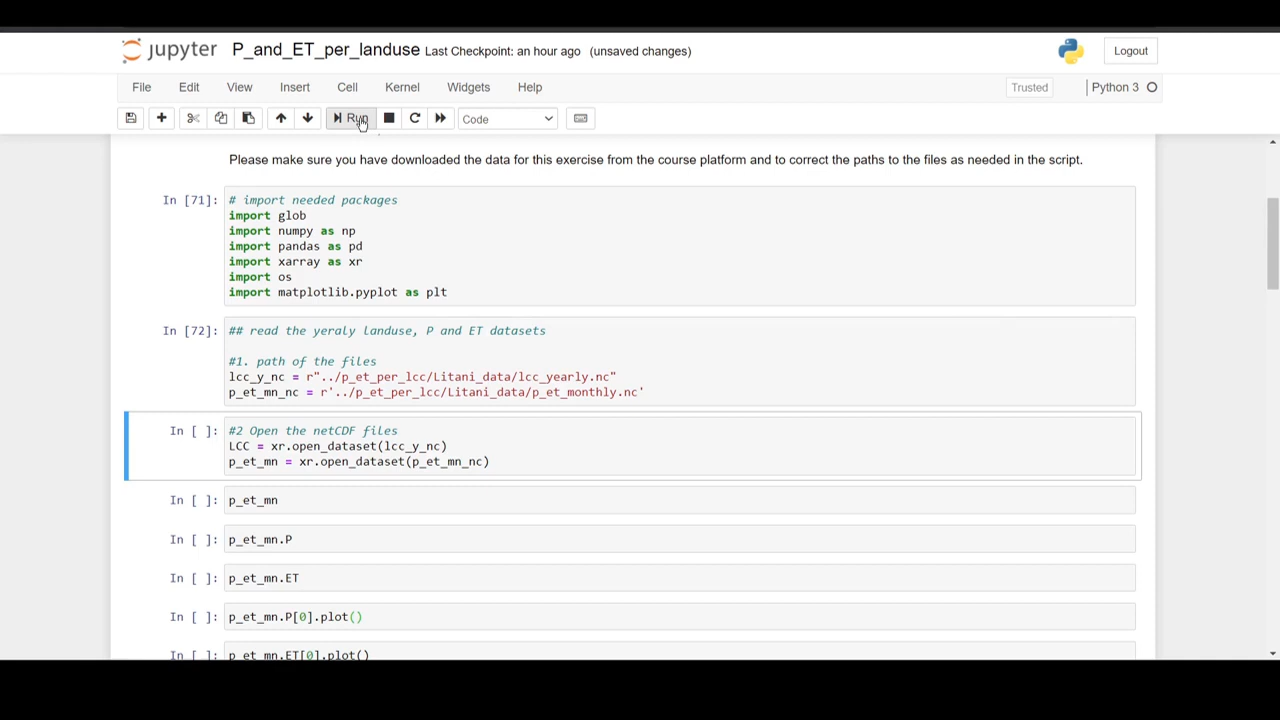 jupyter P_and_ET_per_landuse Last Checkpoint: an hour ago (unsaved changes) Logout
File Edit View Insert Cell Kernel Widgets Help Trusted Python 3
Run Code
Please make sure you have downloaded the data for this exercise from the course platform and to correct the paths to the files as needed in the script.
In [71]: # import needed packages
import glob
import numpy as np
import pandas as pd
import xarray as xr
import os
import matplotlib.pyplot as plt
In [72]: ## read the yeraly landuse, P and ET datasets
#1. path of the files
lcc_y_nc = r"../p_et_per_lcc/Litani_data/lcc_yearly.nc"
p_et_mn_nc = r'../p_et_per_lcc/Litani_data/p_et_monthly.nc'
In [ ]: #2 Open the netCDF files
LCC = xr.open_dataset(lcc_y_nc)
p_et_mn = xr.open_dataset(p_et_mn_nc)
In [ ]: p_et_mn
In [ ]: p_et_mn.P
In [ ]: p_et_mn.ET
In [ ]: p_et_mn.P[0].plot()
In [ ]: p_et_mn.ET[0].plot()